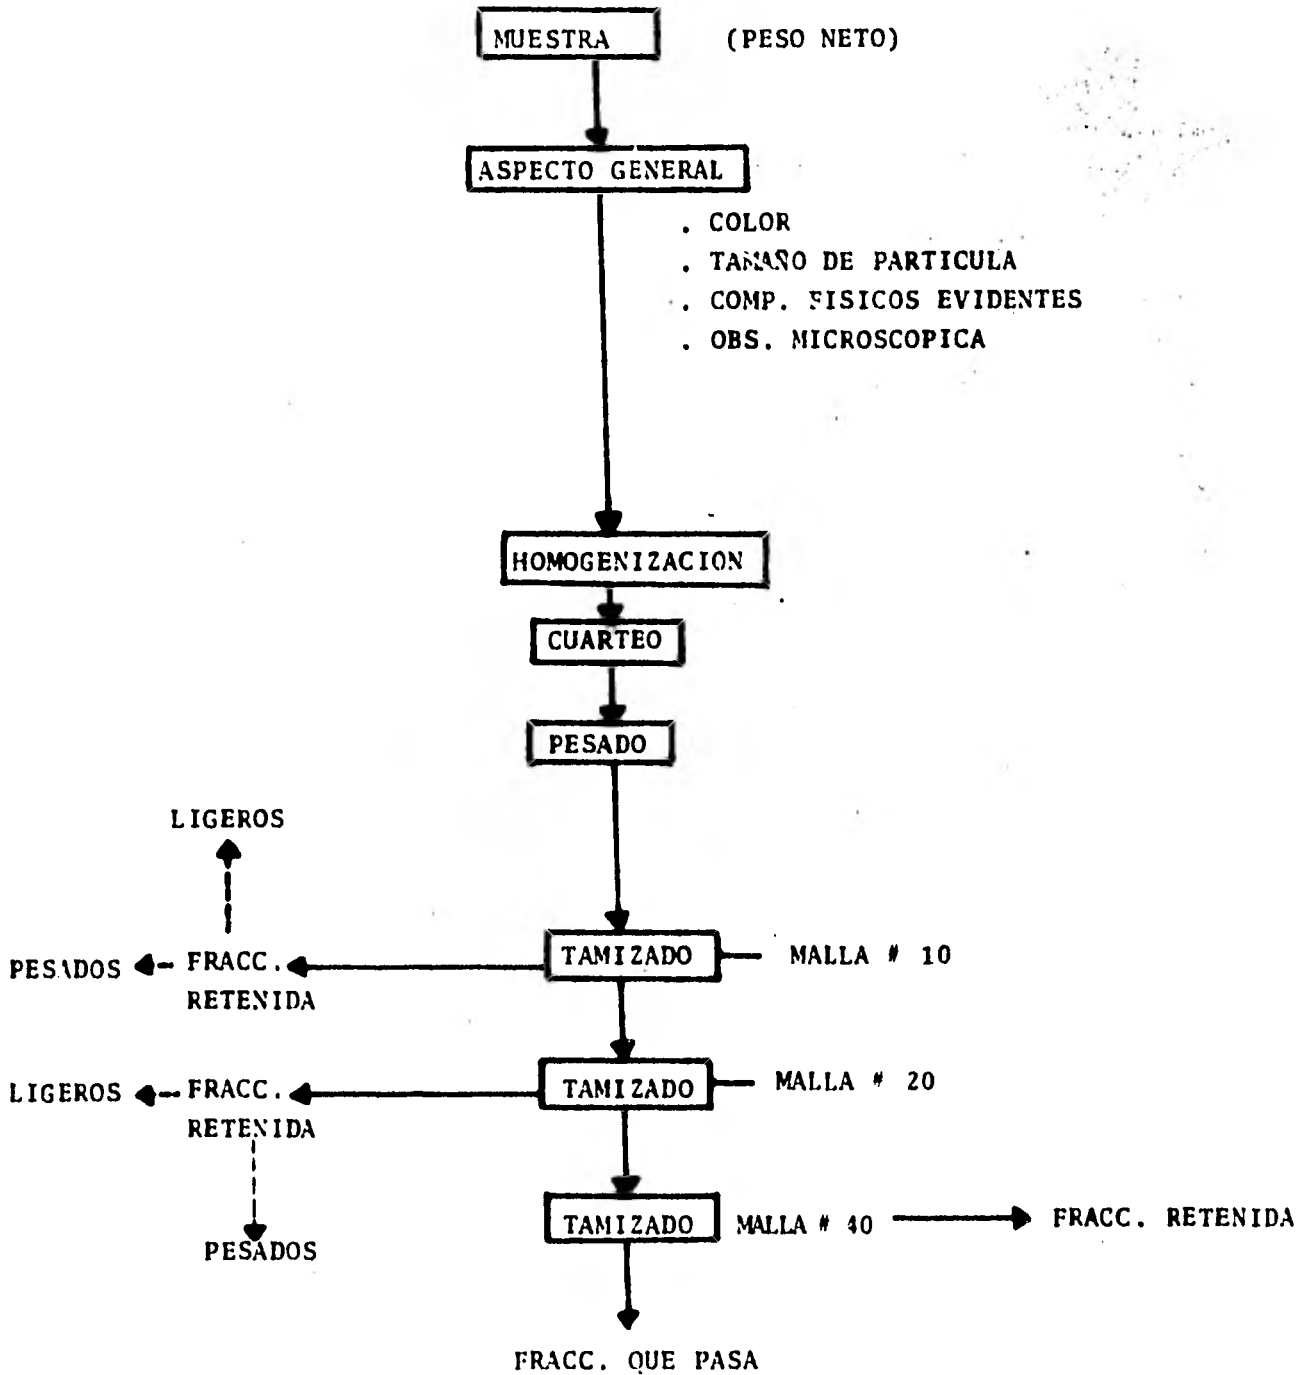 MUESTRA (PESO NETO)
ASPECTO GENERAL
. COLOR
. TAMAÑO DE PARTICULA
. COMP. FISICOS EVIDENTES
. OBS. MICROSCOPICA
HOMOGENIZACION
CUARTEO
PESADO
LIGEROS
PESADOS FRACC. RETENIDA TAMIZADO MALLA # 10
LIGEROS FRACC. RETENIDA TAMIZADO MALLA # 20
PESADOS
TAMIZADO MALLA # 40 FRACC. RETENIDA
FRACC. QUE PASA